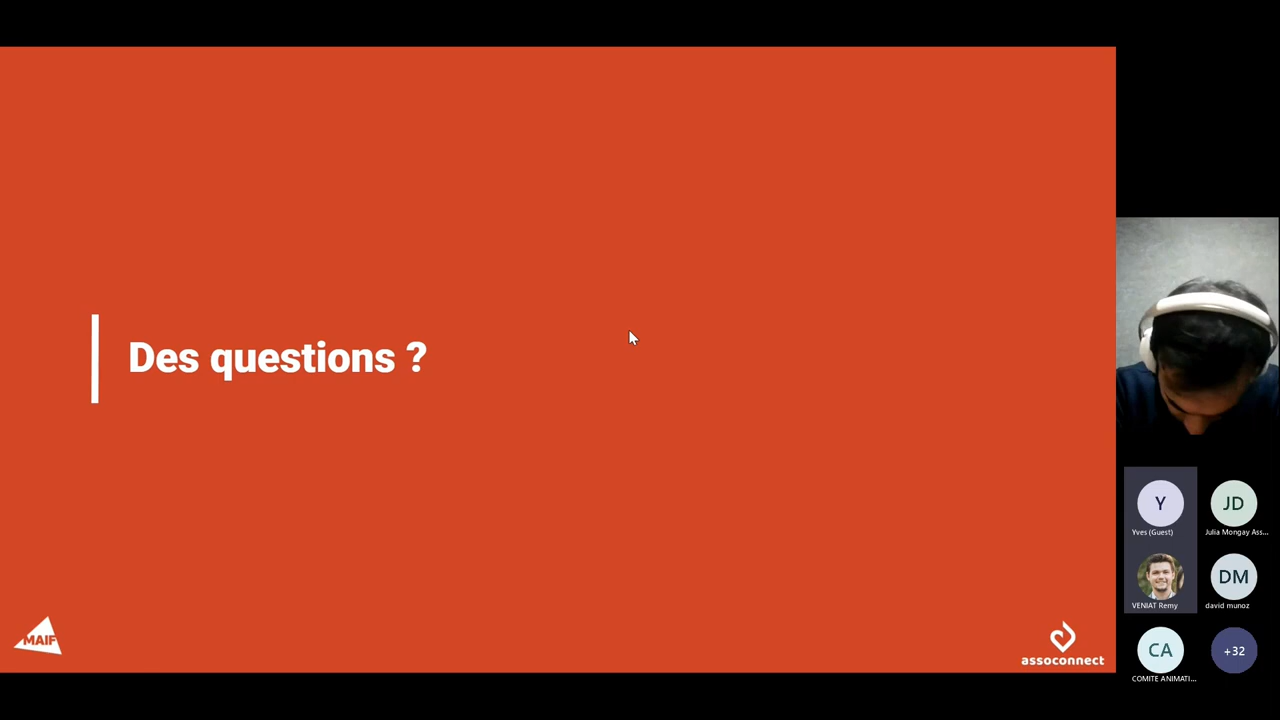 Des questions ?
MAIF
assoconnect
Y
JD
Yves (Guest)
Julia Mongay Ass...
DM
VENIAT Remy
david munoz
CA
+32
COMITE ANIMATI...